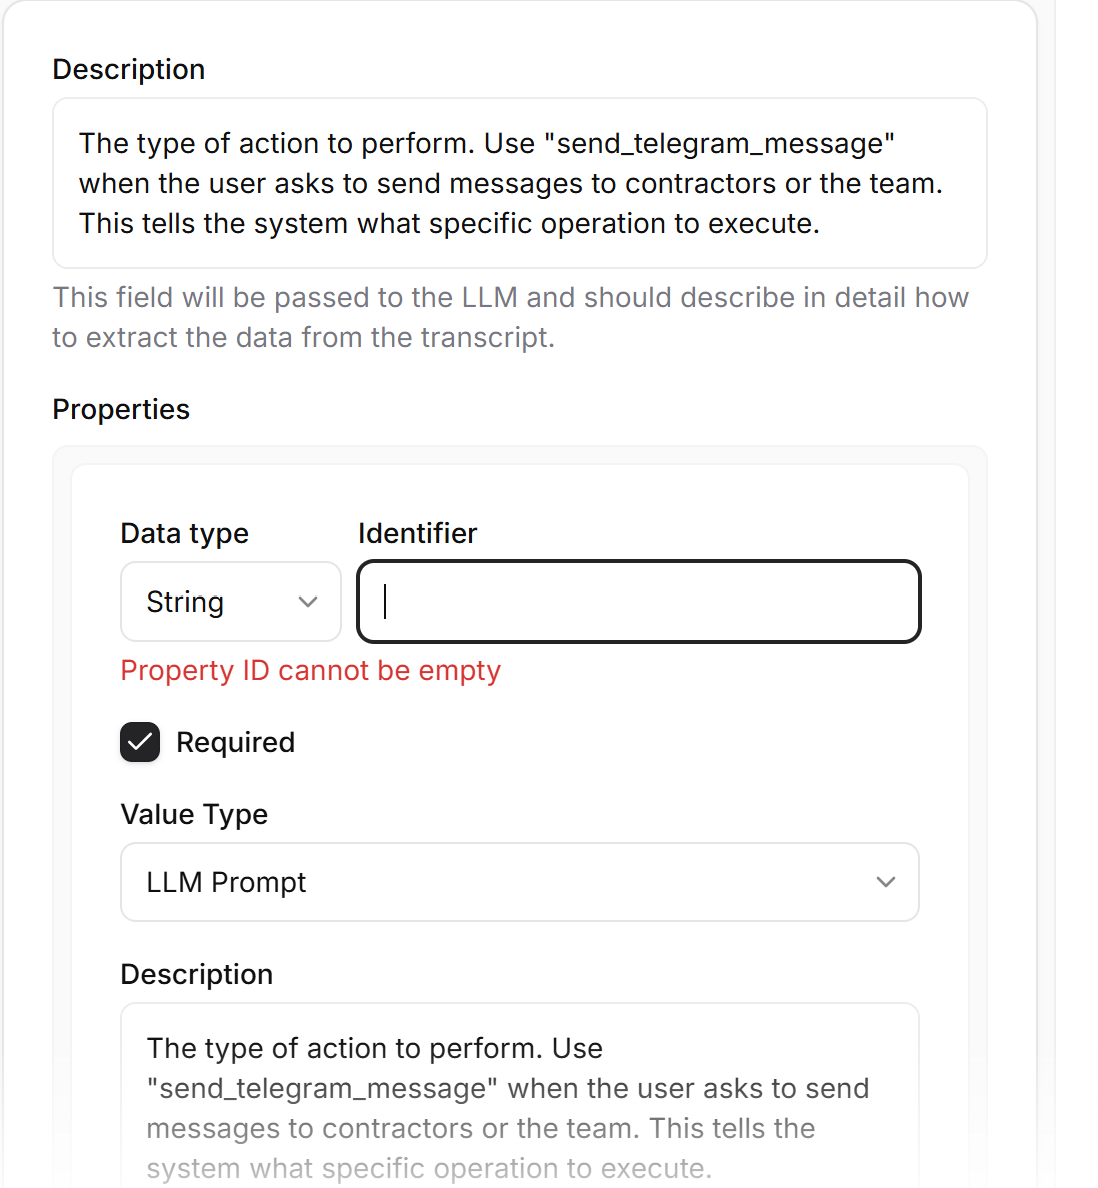 Description
The type of action to perform. Use "send_telegram_message"
when the user asks to send messages to contractors or the team.
This tells the system what specific operation to execute.
This field will be passed to the LLM and should describe in detail how
to extract the data from the transcript.
Properties
Data type Identifier
String
Property ID cannot be empty
Required
Value Type
LLM Prompt
Description
The type of action to perform. Use
"send_telegram_message" when the user asks to send
messages to contractors or the team. This tells the
system what specific operation to execute.